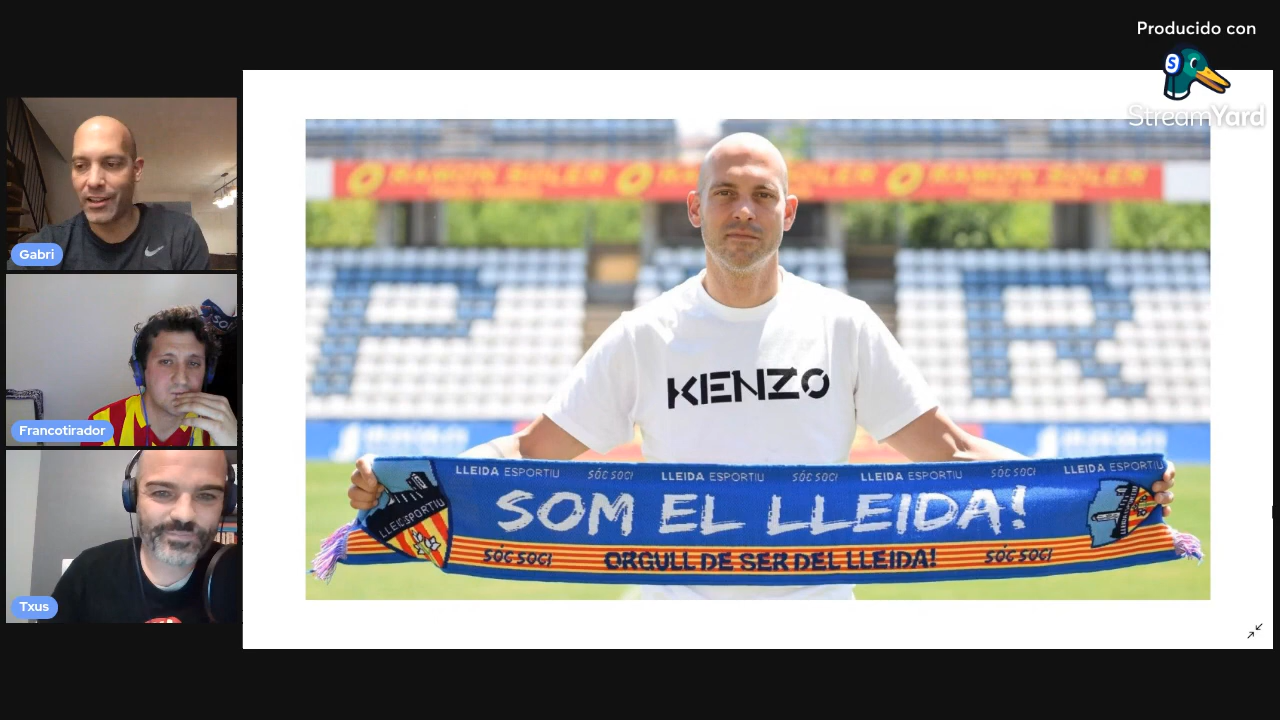 Producido con
StreamYard
Gabri
Francotirador
Txus
RAMON SOLER RAMON SOLER RAMON SOLER
P R
KENZO
LLEIDA ESPORTIU SÓC SOCI LLEIDA ESPORTIU SÓC SOCI LLEIDA ESPORTIU SÓC SOCI LLEIDA ESPORTIU
SOM EL LLEIDA!
SÓC SOCI ORGULL DE SER DEL LLEIDA! SÓC SOCI